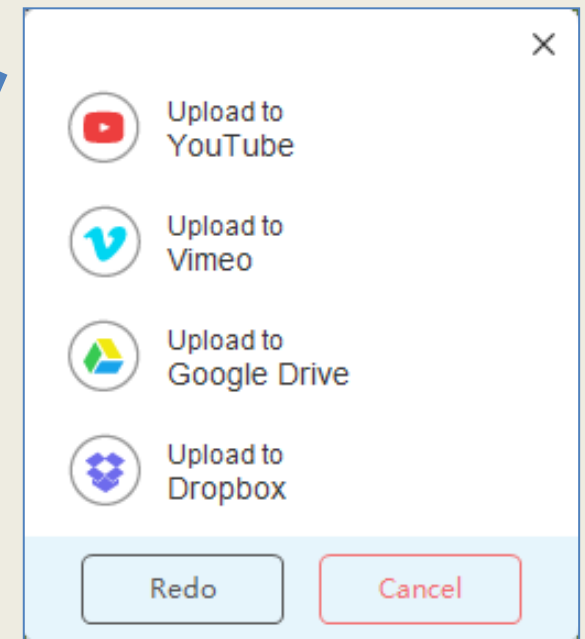 Upload to
YouTube
Upload to
Vimeo
Upload to
Google Drive
Upload to
Dropbox
Redo
Cancel